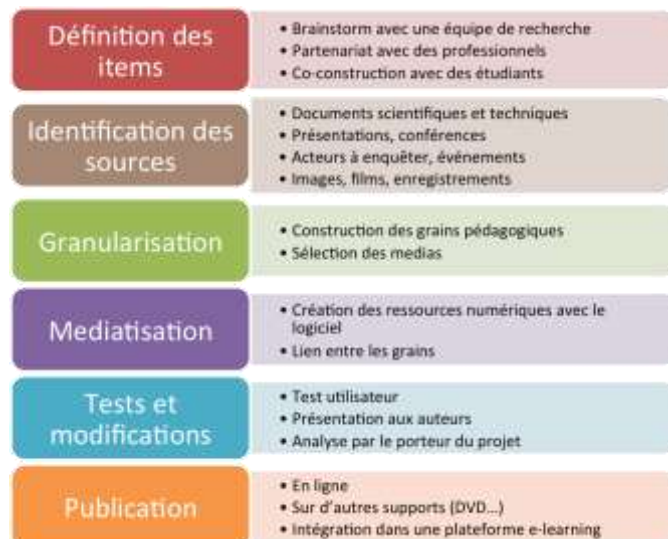 Définition des
items
• Brainstorm avec une équipe de recherche
• Partenariat avec des professionnels
• Co-construction avec des étudiants
Identification des
sources
• Documents scientifiques et techniques
• Présentations, conférences
• Acteurs à enquêter, événements
• Images, films, enregistrements
Granularisation
• Construction des grains pédagogiques
• Sélection des medias
Mediatisation
• Création des ressources numériques avec le
logiciel
• Lien entre les grains
Tests et
modifications
• Test utilisateur
• Présentation aux auteurs
• Analyse par le porteur du projet
Publication
• En ligne
• Sur d'autres supports (DVD...)
• Intégration dans une plateforme e-learning